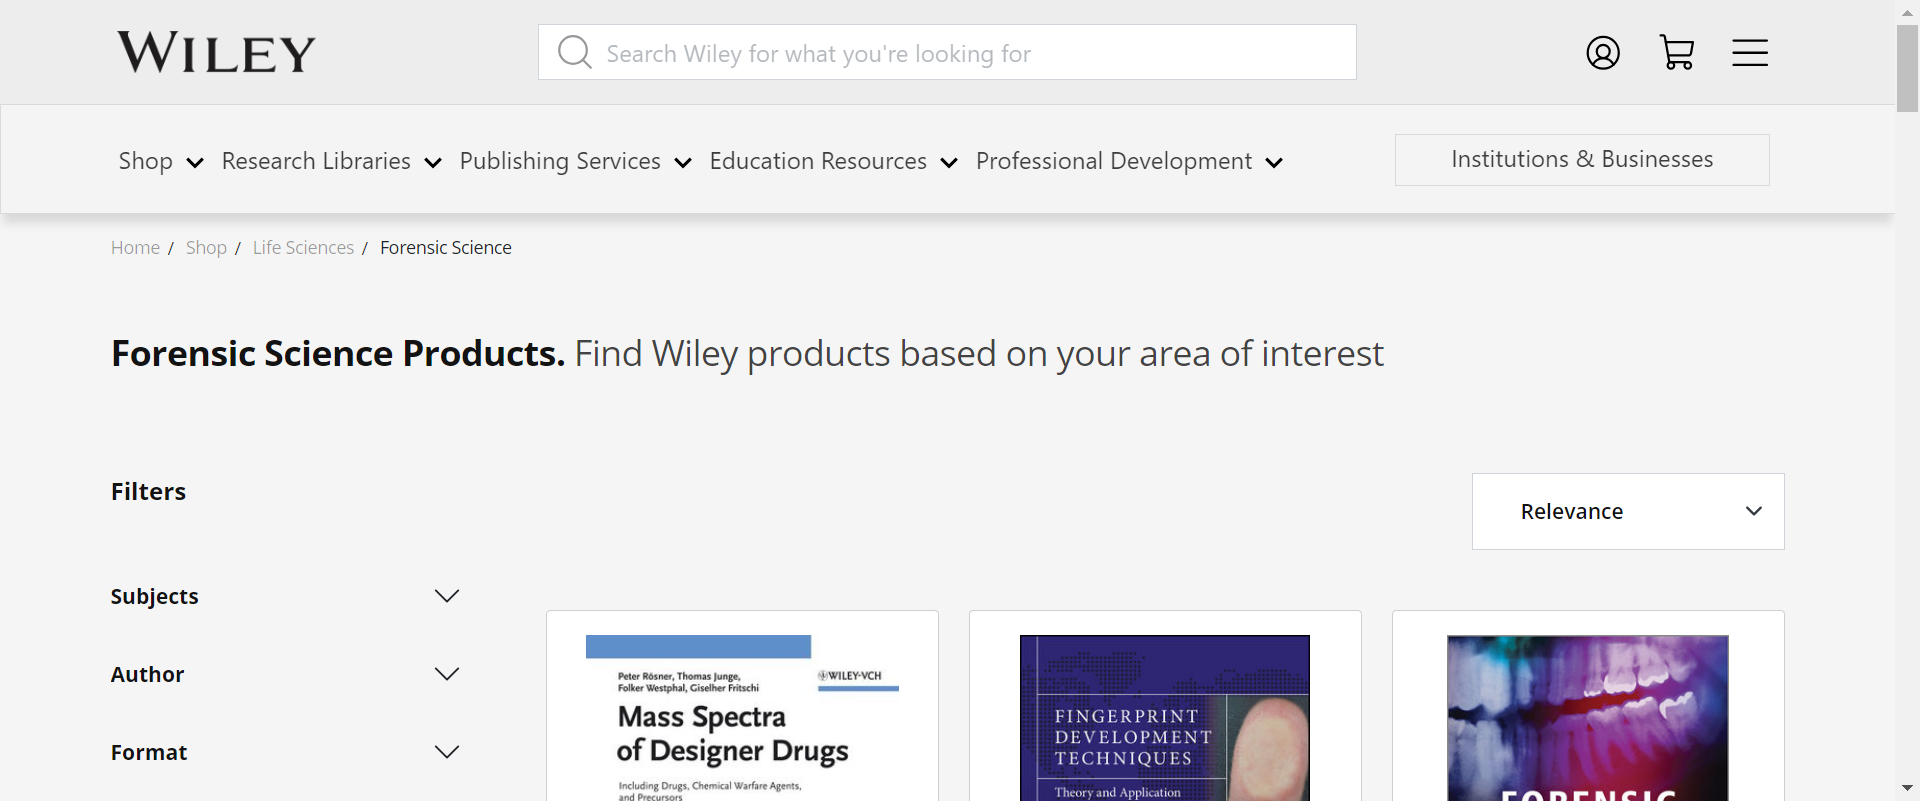 WILEY
Search Wiley for what you're looking for
Shop Research Libraries Publishing Services Education Resources Professional Development Institutions & Businesses
Home / Shop / Life Sciences / Forensic Science
Forensic Science Products. Find Wiley products based on your area of interest
Filters
Relevance
Subjects
Author
Format
Peter Rösner, Thomas Junge,
Folker Westphal, Giselher Fritschi
WILEY-VCH
Mass Spectra
of Designer Drugs
Including Drugs, Chemical Warfare Agents,
and Precursors
FINGERPRINT
DEVELOPMENT
TECHNIQUES
Theory and Application
FORENSIC